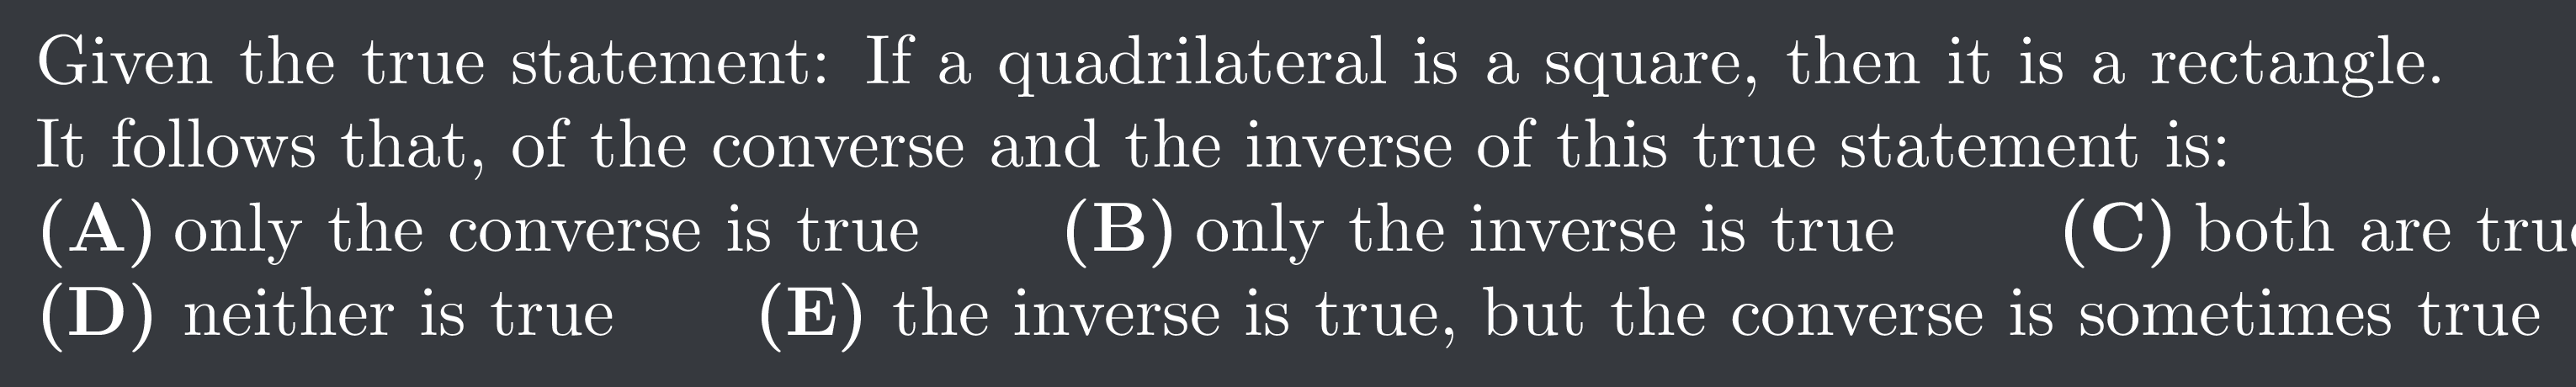 Given the true statement: If a quadrilateral is a square, then it is a rectangle.
It follows that, of the converse and the inverse of this true statement is:
(A) only the converse is true (B) only the inverse is true (C) both are tru
(D) neither is true (E) the inverse is true, but the converse is sometimes true